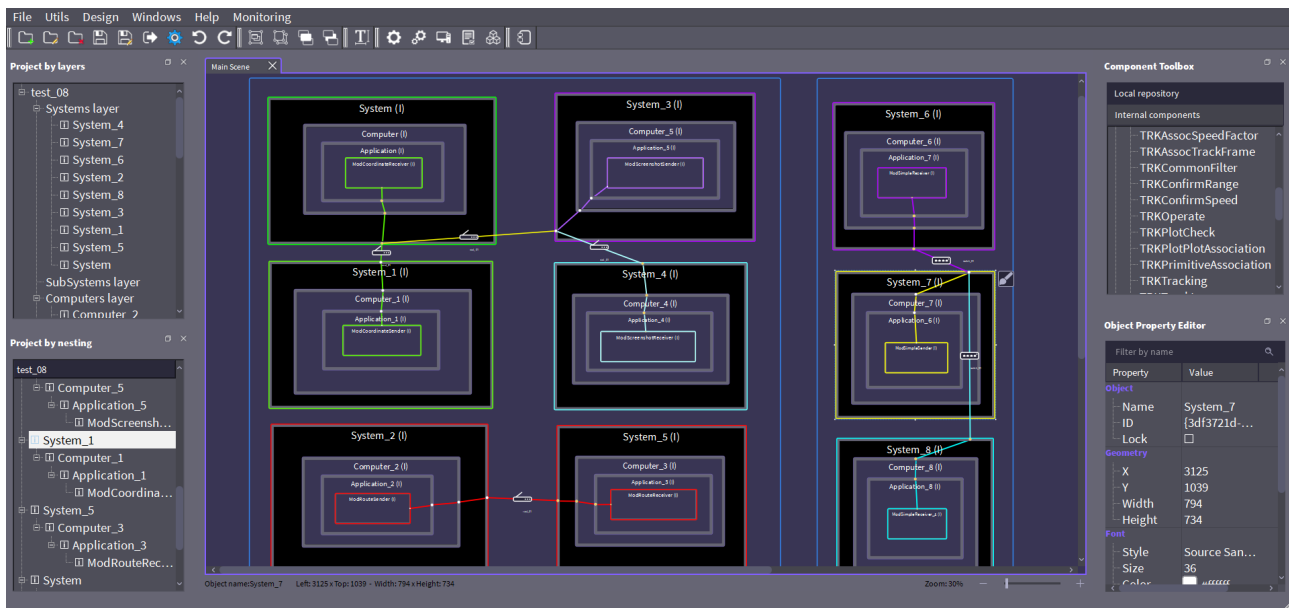 File Utils Design Windows Help Monitoring
Project by layers
test_08
Systems layer
System_4
System_7
System_6
System_2
System_8
System_3
System_1
System_5
System
SubSystems layer
Computers layer
Computer_2
Project by nesting
test_08
Computer_5
Application_5
ModScreensh...
System_1
Computer_1
Application_1
ModCoordina...
System_5
Computer_3
Application_3
ModRouteRec...
System
Main Scene
System (I)
Computer (I)
Application (I)
ModCoordinateReceiver (I)
System_3 (I)
Computer_5 (I)
Application_5 (I)
ModScreenshotSender (I)
System_6 (I)
Computer_6 (I)
Application_7 (I)
ModSimpleReceiver (I)
System_1 (I)
Computer_1 (I)
Application_1 (I)
ModCoordinateSender (I)
System_4 (I)
Computer_4 (I)
Application_4 (I)
ModScreenshotReceiver (I)
System_7 (I)
Computer_7 (I)
Application_6 (I)
ModSimpleSender (I)
System_2 (I)
Computer_2 (I)
Application_2 (I)
ModRouteSender (I)
System_5 (I)
Computer_3 (I)
Application_3 (I)
ModRouteReceiver (I)
System_8 (I)
Computer_8 (I)
Application_8 (I)
ModSimpleReceiver_2 (I)
Object name:System_7 Left: 3125 x Top: 1039 - Width: 794 x Height: 734
Zoom: 30%
Component Toolbox
Local repository
Internal components
TRKAssocSpeedFactor
TRKAssocTrackFrame
TRKCommonFilter
TRKConfirmRange
TRKConfirmSpeed
TRKOperate
TRKPlotCheck
TRKPlotPlotAssociation
TRKPrimitiveAssociation
TRKTracking
Object Property Editor
Filter by name
Property Value
Object
Name System_7
ID {3df3721d-...
Lock
Geometry
X 3125
Y 1039
Width 794
Height 734
Font
Style Source San...
Size 36
Color #ffffff